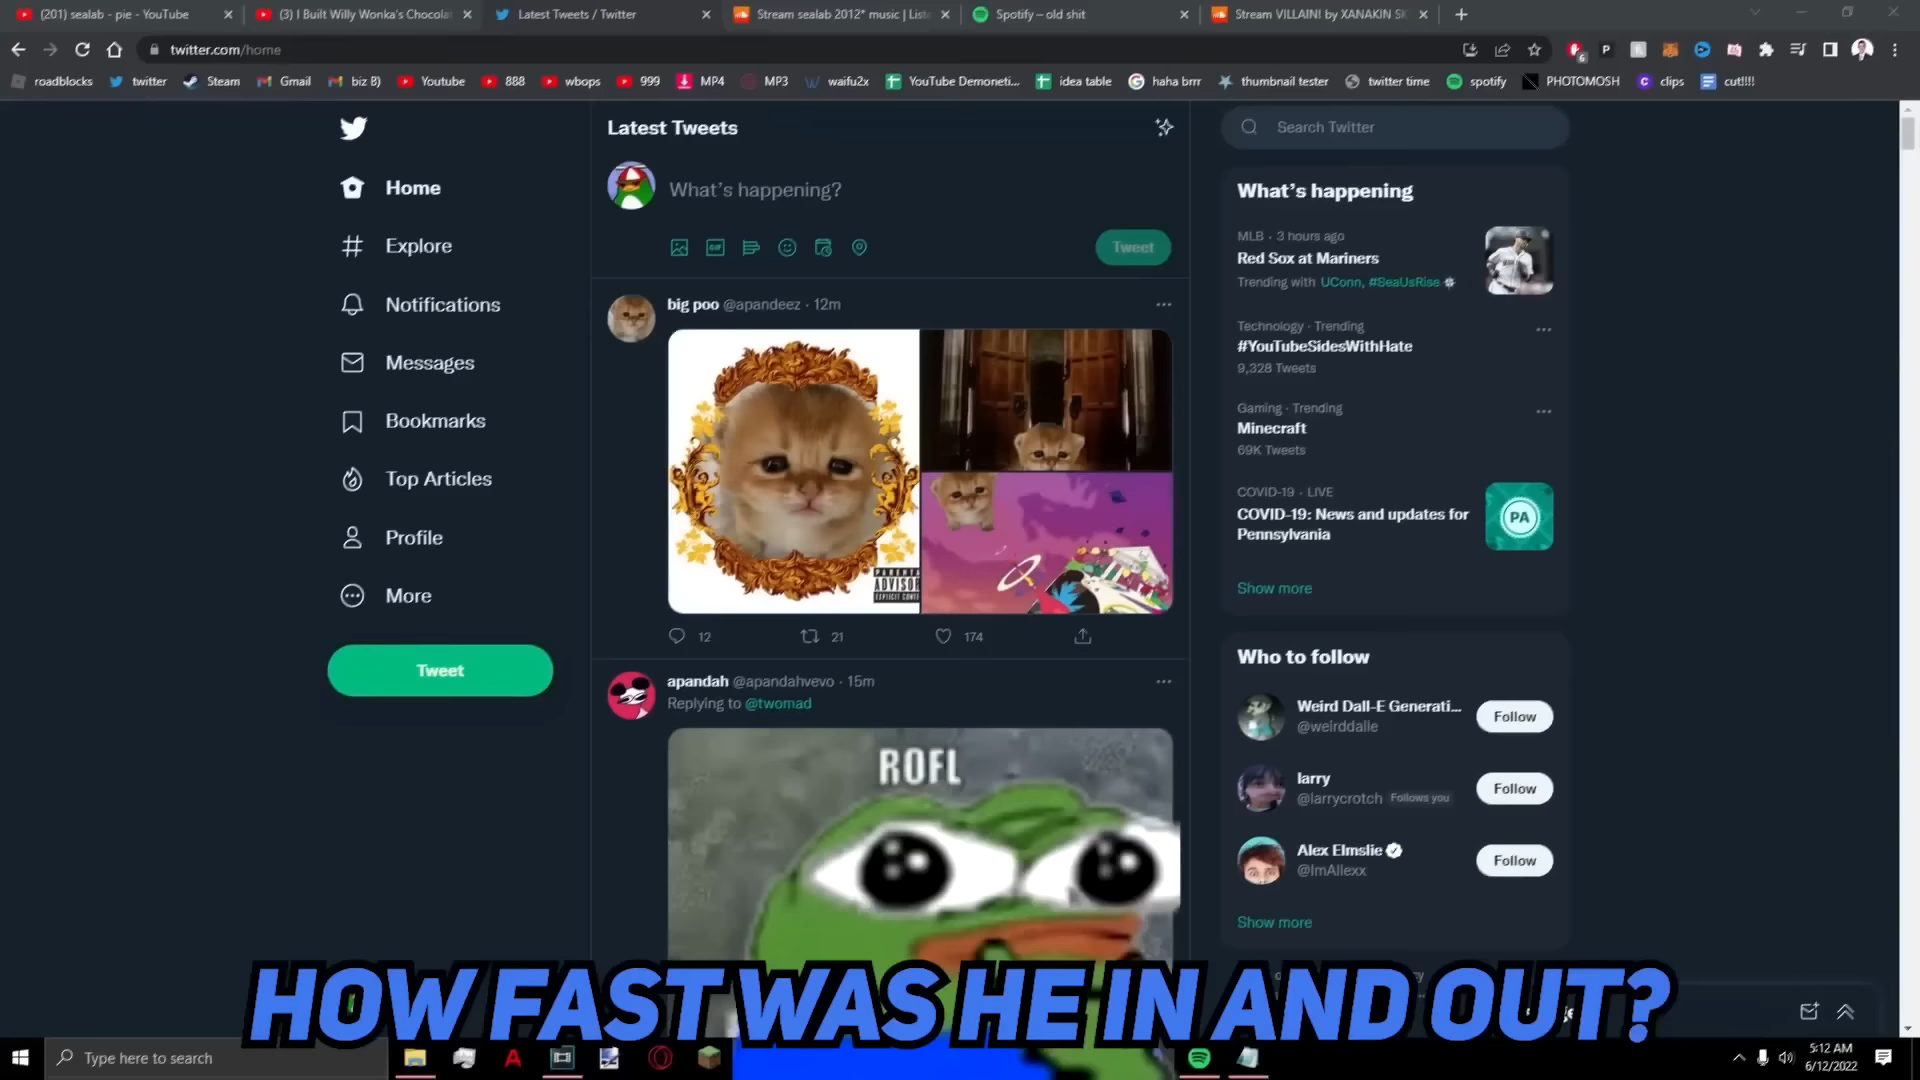 (201) sealab - pie - YouTube
(3) I Built Willy Wonka's Chocolat
Latest Tweets / Twitter
Stream sealab 2012* music | Liste
Spotify – old shit
Stream VILLAIN! by XANAKIN SK
twitter.com/home
roadblocks
twitter
Steam
Gmail
biz B)
Youtube
888
wbops
999
MP4
MP3
waifu2x
YouTube Demoneti...
idea table
haha brrr
thumbnail tester
twitter time
spotify
PHOTOMOSH
clips
cut!!!!
Home
Explore
Notifications
Messages
Bookmarks
Top Articles
Profile
More
Tweet
Latest Tweets
What's happening?
GIF
Tweet
big poo @apandeez · 12m
PARENTA
ADVISOR
EXPLICIT CONTE
12
21
174
apandah @apandahvevo · 15m
Replying to @twomad
ROFL
Search Twitter
What's happening
MLB · 3 hours ago
Red Sox at Mariners
Trending with UConn, #SeaUsRise
Technology · Trending
#YouTubeSidesWithHate
9,328 Tweets
Gaming · Trending
Minecraft
69K Tweets
COVID-19 · LIVE
COVID-19: News and updates for
Pennsylvania
PA
Show more
Who to follow
Weird Dall-E Generati...
@weirddalle
Follow
larry
@larrycrotch Follows you
Follow
Alex Elmslie
@ImAllexx
Follow
Show more
HOW FAST WAS HE IN AND OUT?
Type here to search
5:12 AM
6/12/2022